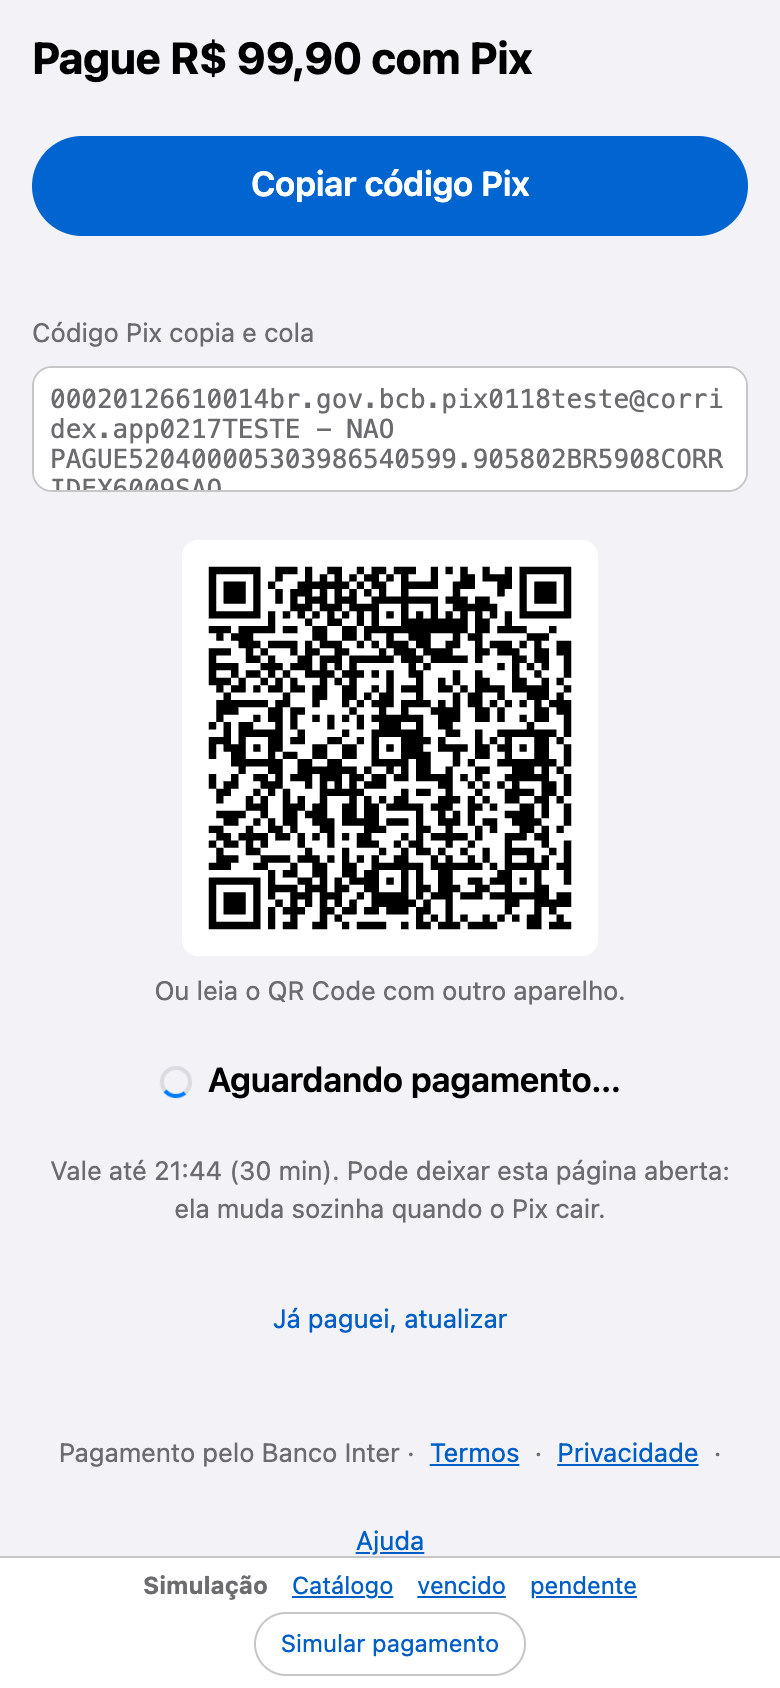 Pague R$ 99,90 com Pix
Copiar código Pix
Código Pix copia e cola
00020126610014br.gov.bcb.pix0118teste@corri
dex.app0217TESTE – NAO
PAGUE520400005303986540599.905802BR5908CORR
IDEX6009SAO
Ou leia o QR Code com outro aparelho.
Aguardando pagamento...
Vale até 21:44 (30 min). Pode deixar esta página aberta:
ela muda sozinha quando o Pix cair.
Já paguei, atualizar
Pagamento pelo Banco Inter · Termos · Privacidade ·
Ajuda
Simulação Catálogo vencido pendente
Simular pagamento